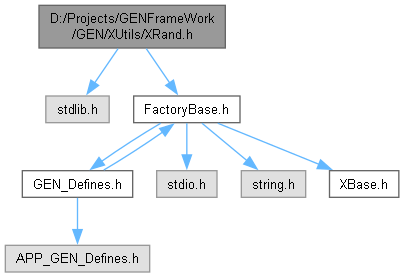 D:/Projects/GENFrameWork
/GEN/XUtils/XRand.h
stdlib.h
FactoryBase.h
GEN_Defines.h
stdio.h
string.h
XBase.h
APP_GEN_Defines.h